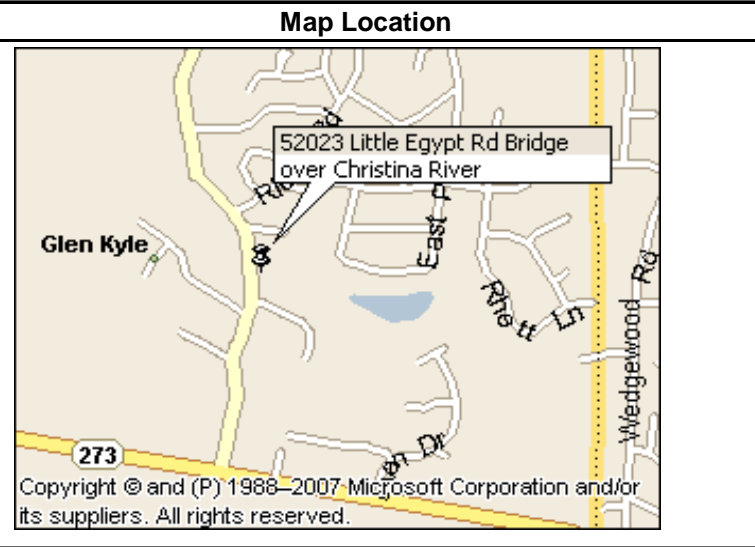 Map Location
52023 Little Egypt Rd Bridge
over Christina River
East
Glen Kyle
Rhett Ln
Wedgewood Rd
273
Dr
Copyright © and (P) 1988–2007 Microsoft Corporation and/or
its suppliers. All rights reserved.